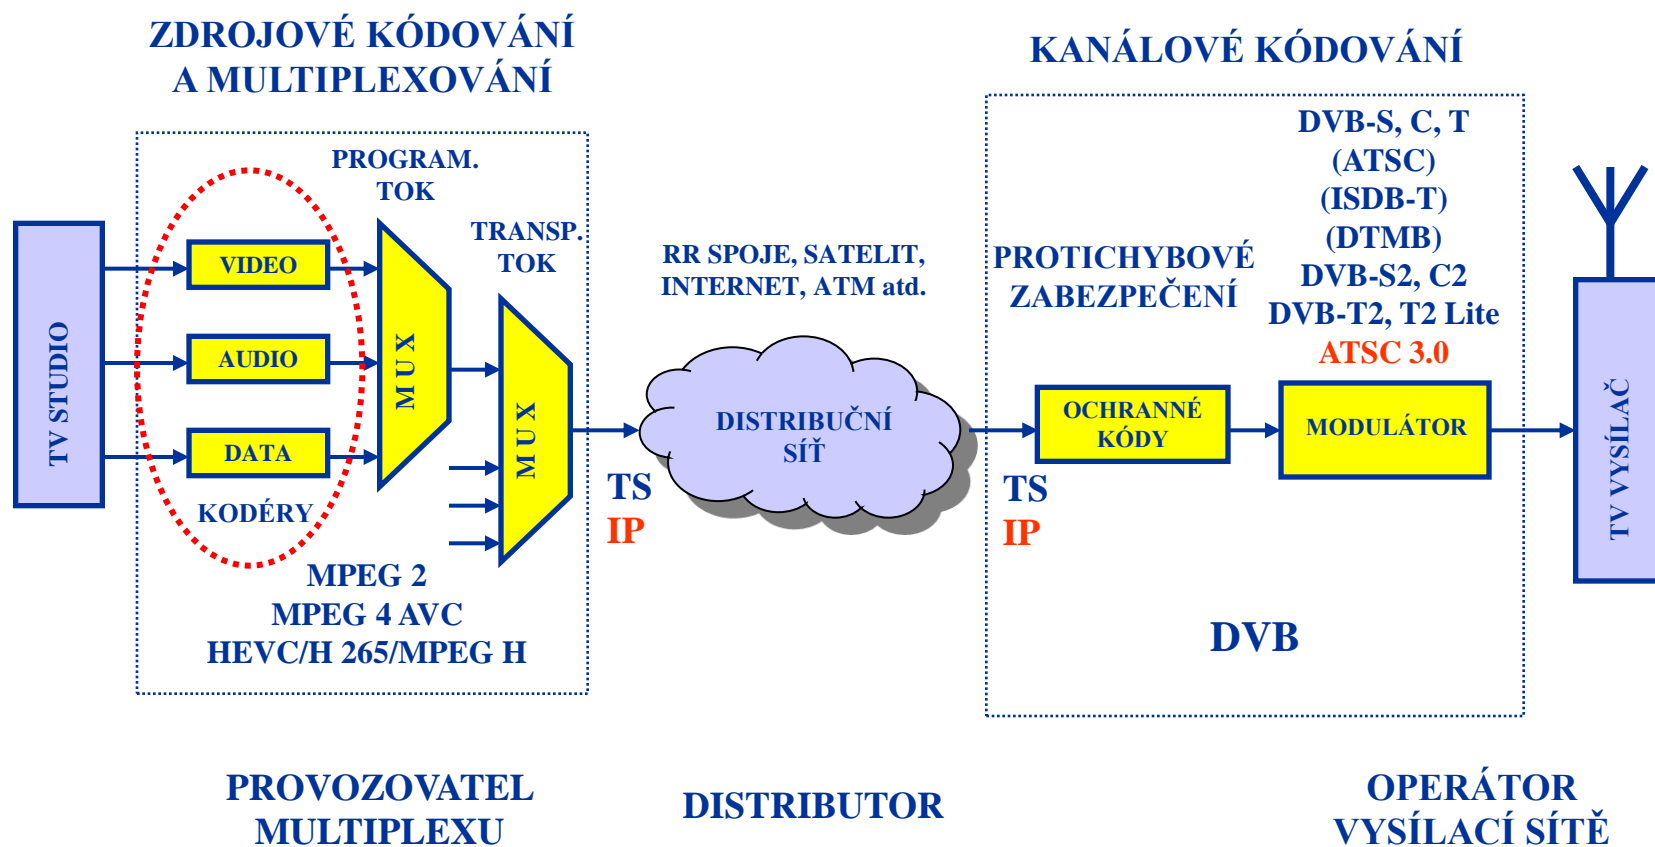 ZDROJOVÉ KÓDOVÁNÍ
A MULTIPLEXOVÁNÍ
KANÁLOVÉ KÓDOVÁNÍ
TV STUDIO
VIDEO
AUDIO
DATA
KODÉRY
PROGRAM.
TOK
MUX
TRANSP.
TOK
MUX
MPEG 2
MPEG 4 AVC
HEVC/H 265/MPEG H
TS
IP
RR SPOJE, SATELIT,
INTERNET, ATM atd.
DISTRIBUČNÍ
SÍŤ
TS
IP
PROTICHYBOVÉ
ZABEZPEČENÍ
OCHRANNÉ
KÓDY
DVB-S, C, T
(ATSC)
(ISDB-T)
(DTMB)
DVB-S2, C2
DVB-T2, T2 Lite
ATSC 3.0
MODULÁTOR
DVB
TV VYSÍLAČ
PROVOZOVATEL
MULTIPLEXU
DISTRIBUTOR
OPERÁTOR
VYSÍLACÍ SÍTĚ